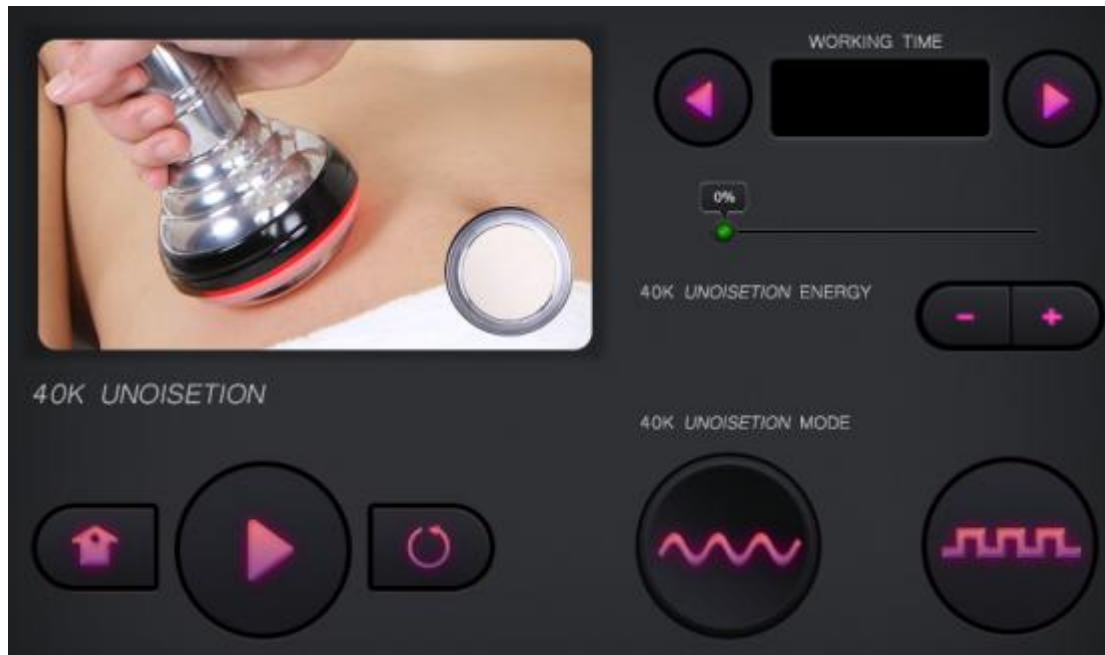 WORKING TIME
0%
40K UNOISETION ENERGY
- +
40K UNOISETION
40K UNOISETION MODE